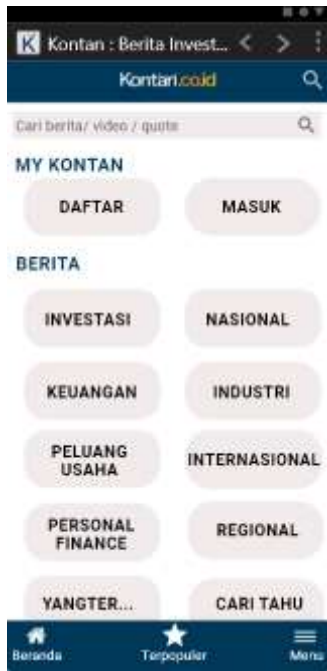 K Kontan : Berita Invest...
Kontan.co.id
Cari berita/ video / quote
MY KONTAN
DAFTAR
MASUK
BERITA
INVESTASI
NASIONAL
KEUANGAN
INDUSTRI
PELUANG
USAHA
INTERNASIONAL
PERSONAL
FINANCE
REGIONAL
YANGTER...
CARI TAHU
Beranda
Terpopuler
Menu